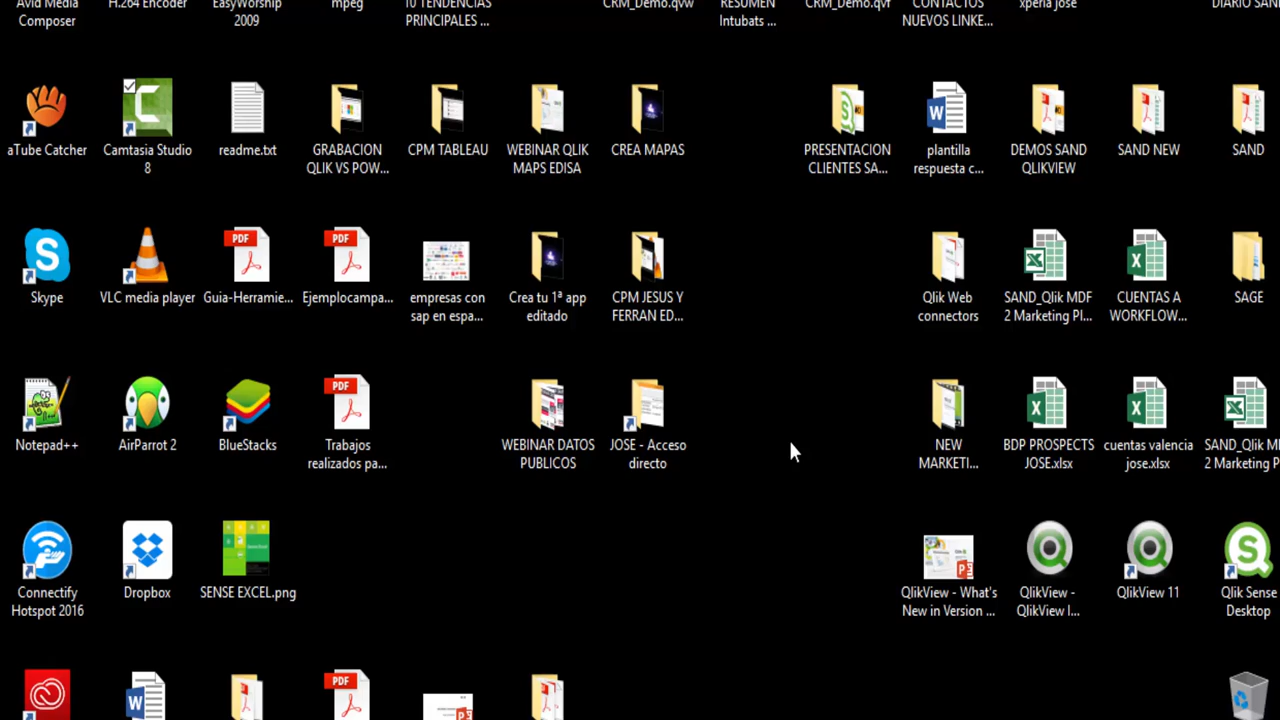 Avid Media
Composer
H.264 Encoder
EasyWorship
2009
mpeg
10 TENDENCIAS
PRINCIPALES ...
CRM_Demo.qvw
RESUMEN
Intubats ...
CRM_Demo.qvf
CONTACTOS
NUEVOS LINKE...
xperia jose
DIARIO SAN
aTube Catcher
Camtasia Studio
8
readme.txt
GRABACION
QLIK VS POW...
CPM TABLEAU
WEBINAR QLIK
MAPS EDISA
CREA MAPAS
PRESENTACION
CLIENTES SA...
plantilla
respuesta c...
DEMOS SAND
QLIKVIEW
SAND NEW
SAND
Skype
VLC media player
PDF
Guia-Herramie...
PDF
Ejemplocampa...
empresas con
sap en espa...
Crea tu 1ª app
editado
CPM JESUS Y
FERRAN ED...
Qlik Web
connectors
SAND_Qlik MDF
2 Marketing Pl...
CUENTAS A
WORKFLOW...
SAGE
Notepad++
AirParrot 2
BlueStacks
PDF
Trabajos
realizados pa...
WEBINAR DATOS
PUBLICOS
JOSE - Acceso
directo
NEW
MARKETI...
BDP PROSPECTS
JOSE.xlsx
cuentas valencia
jose.xlsx
SAND_Qlik MD
2 Marketing P
Connectify
Hotspot 2016
Dropbox
SENSE EXCEL.png
QlikView - What's
New in Version ...
QlikView -
QlikView I...
QlikView 11
Qlik Sense
Desktop
PDF